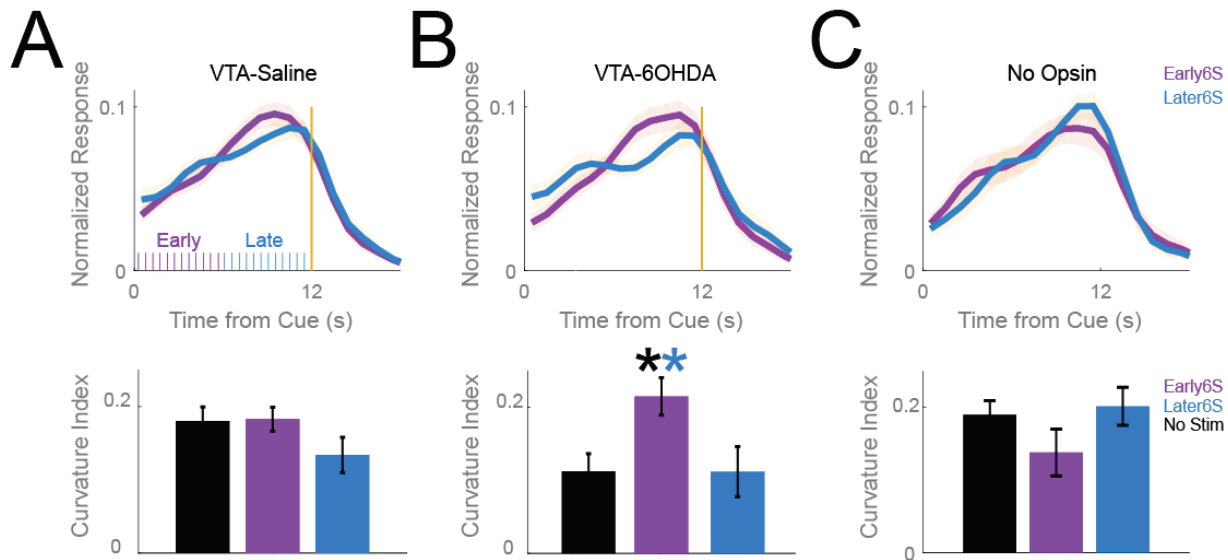 A
B
C
VTA-Saline
VTA-6OHDA
No Opsin
Early6S
Later6S
Normalized Response
0.1
0
Early
Late
0
12
Time from Cue (s)
Normalized Response
0.1
0
0
12
Time from Cue (s)
Normalized Response
0.1
0
0
12
Time from Cue (s)
Curvature Index
0.2
0
Curvature Index
0.2
0
**
Curvature Index
0.2
0
Early6S
Later6S
No Stim